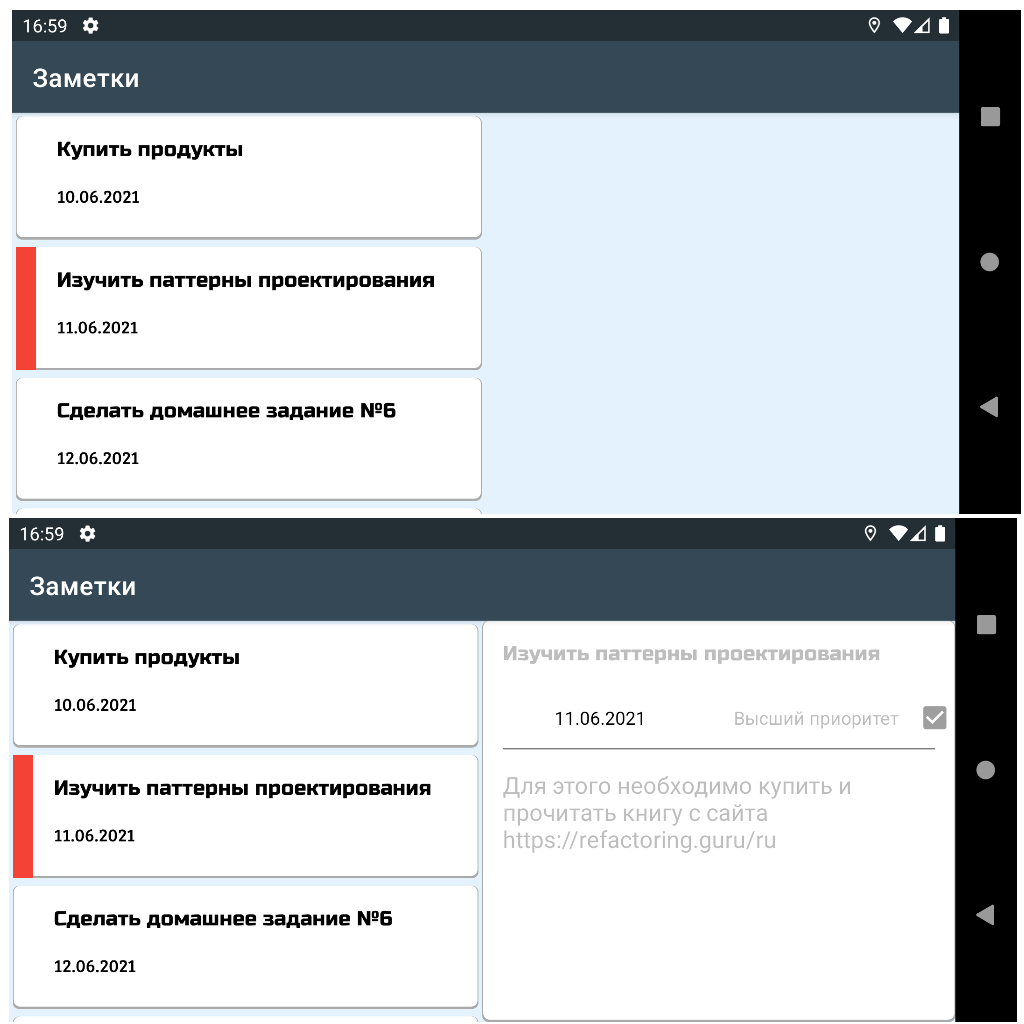 16:59
Заметки
Купить продукты
10.06.2021
Изучить паттерны проектирования
11.06.2021
Сделать домашнее задание №6
12.06.2021
16:59
Заметки
Купить продукты
10.06.2021
Изучить паттерны проектирования
11.06.2021
Сделать домашнее задание №6
12.06.2021
Изучить паттерны проектирования
11.06.2021 Высший приоритет
Для этого необходимо купить и
прочитать книгу с сайта
https://refactoring.guru/ru